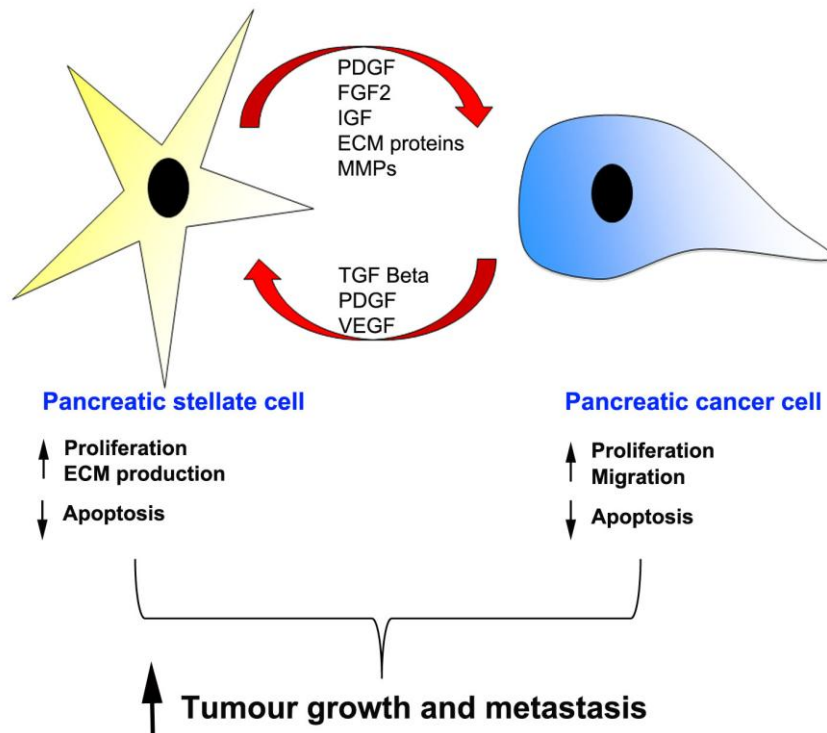 PDGF
FGF2
IGF
ECM proteins
MMPs
TGF Beta
PDGF
VEGF
Pancreatic stellate cell
Proliferation
ECM production
Apoptosis
Pancreatic cancer cell
Proliferation
Migration
Apoptosis
Tumour growth and metastasis